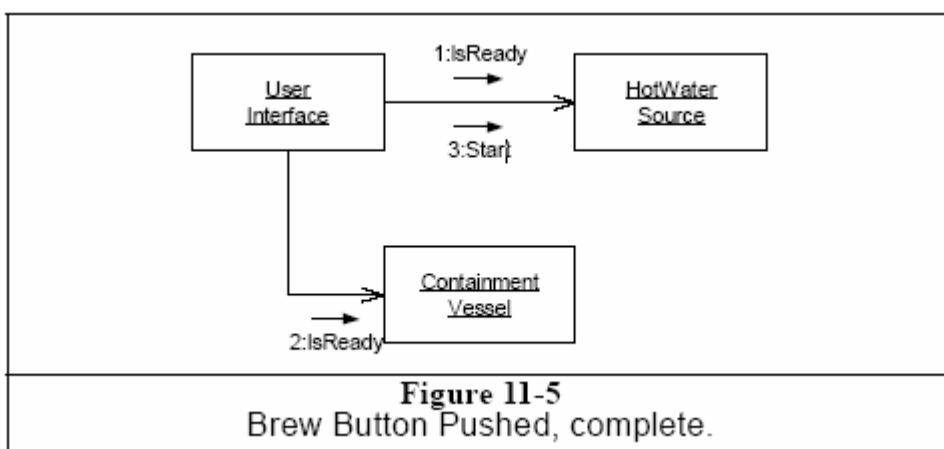 1:IsReady
User
Interface
HotWater
Source
3:Start
Containment
Vessel
2:IsReady
Figure 11-5
Brew Button Pushed, complete.